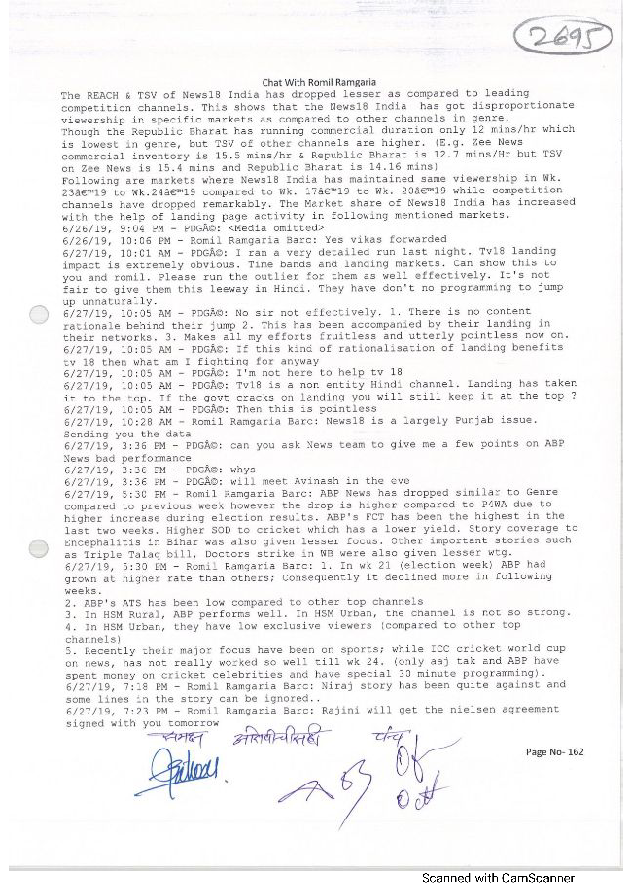 2695
Chat With Romil Ramgaria
The REACH & TSV of News18 India has dropped lesser as compared to leading
competition channels. This shows that the News18 India has got disproportionate
viewership in specific markets as compared to other channels in genre.
Though the Republic Bharat has running commercial duration only 12 mins/hr which
is lowest in genre, but TSV of other channels are higher. (E.g. Zee News
commercial inventory is 15.5 mins/hr & Republic Bharat is 12.7 mins/Hr but TSV
on Zee News is 15.4 mins and Republic Bharat is 14.16 mins)
Following are markets where News18 India has maintained same viewership in Wk.
23â€™19 to Wk.24â€™19 compared to Wk. 17â€™19 to Wk. 20â€™19 while competition
channels have dropped remarkably. The Market share of News18 India has increased
with the help of landing page activity in following mentioned markets.
6/26/19, 9:04 PM - PDGÂ©: <Media omitted>
6/26/19, 10:06 PM - Romil Ramgaria Barc: Yes vikas forwarded
6/27/19, 10:01 AM - PDGÂ©: I ran a very detailed run last night. Tv18 landing
impact is extremely obvious. Time bands and landing markets. Can show this to
you and romil. Please run the outlier for them as well effectively. It's not
fair to give them this leeway in Hindi. They have don't no programming to jump
up unnaturally.
6/27/19, 10:05 AM - PDGÂ©: No sir not effectively. 1. There is no content
rationale behind their jump 2. This has been accompanied by their landing in
their networks. 3. Makes all my efforts fruitless and utterly pointless now on.
6/27/19, 10:05 AM - PDGÂ©: If this kind of rationalisation of landing benefits
tv 18 then what am I fighting for anyway
6/27/19, 10:05 AM - PDGÂ©: I'm not here to help tv 18
6/27/19, 10:05 AM - PDGÂ©: Tv18 is a non entity Hindi channel. Landing has taken
it to the top. If the govt cracks on landing you will still keep it at the top ?
6/27/19, 10:05 AM - PDGÂ©: Then this is pointless
6/27/19, 10:28 AM - Romil Ramgaria Barc: News18 is a largely Punjab issue.
Sending you the data
6/27/19, 3:36 PM - PDGÂ©: can you ask News team to give me a few points on ABP
News bad performance
6/27/19, 3:36 PM - PDGÂ©: whys
6/27/19, 3:36 PM - PDGÂ©: will meet Avinash in the eve
6/27/19, 5:30 PM - Romil Ramgaria Barc: ABP News has dropped similar to Genre
compared to previous week however the drop is higher compared to P4WA due to
higher increase during election results. ABP's FCT has been the highest in the
last two weeks. Higher SOD to cricket which has a lower yield. Story coverage to
Encephalitis in Bihar was also given lesser focus. Other important stories such
as Triple Talaq bill. Doctors strike in WB were also given lesser wtg.
6/27/19, 5:30 PM - Romil Ramgaria Barc: 1. In wk 21 (election week) ABP had
grown at higher rate than others; Consequently it declined more in following
weeks.
2. ABP's ATS has been low compared to other top channels
3. In HSM Rural, ABP performs well. In HSM Urban, the channel is not so strong.
4. In HSM Urban, they have low exclusive viewers (compared to other top
channels)
5. Recently their major focus have been on sports; while ICC cricket world cup
on news, has not really worked so well till wk 24. (only aaj tak and ABP have
spent money on cricket celebrities and have special 30 minute programming).
6/27/19, 7:18 PM - Romil Ramgaria Barc: Niraj story has been quite against and
some lines in the story can be ignored..
6/27/19, 7:23 PM - Romil Ramgaria Barc: Rajini will get the nielsen agreement
signed with you tomorrow
समक्ष
Page No- 162
Scanned with CamScanner